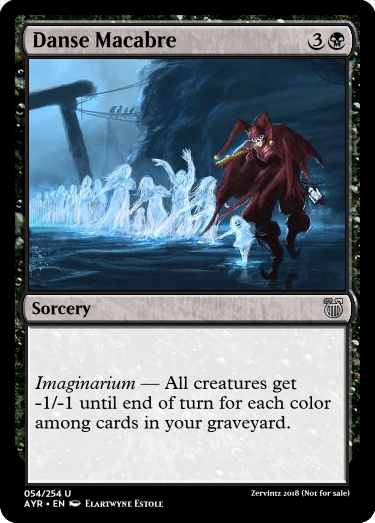 Danse Macabre 3
Sorcery
Imaginarium — All creatures get
-1/-1 until end of turn for each color
among cards in your graveyard.
054/254 U
AYR • EN Elartwyne Estole
Zervintz 2018 (Not for sale)